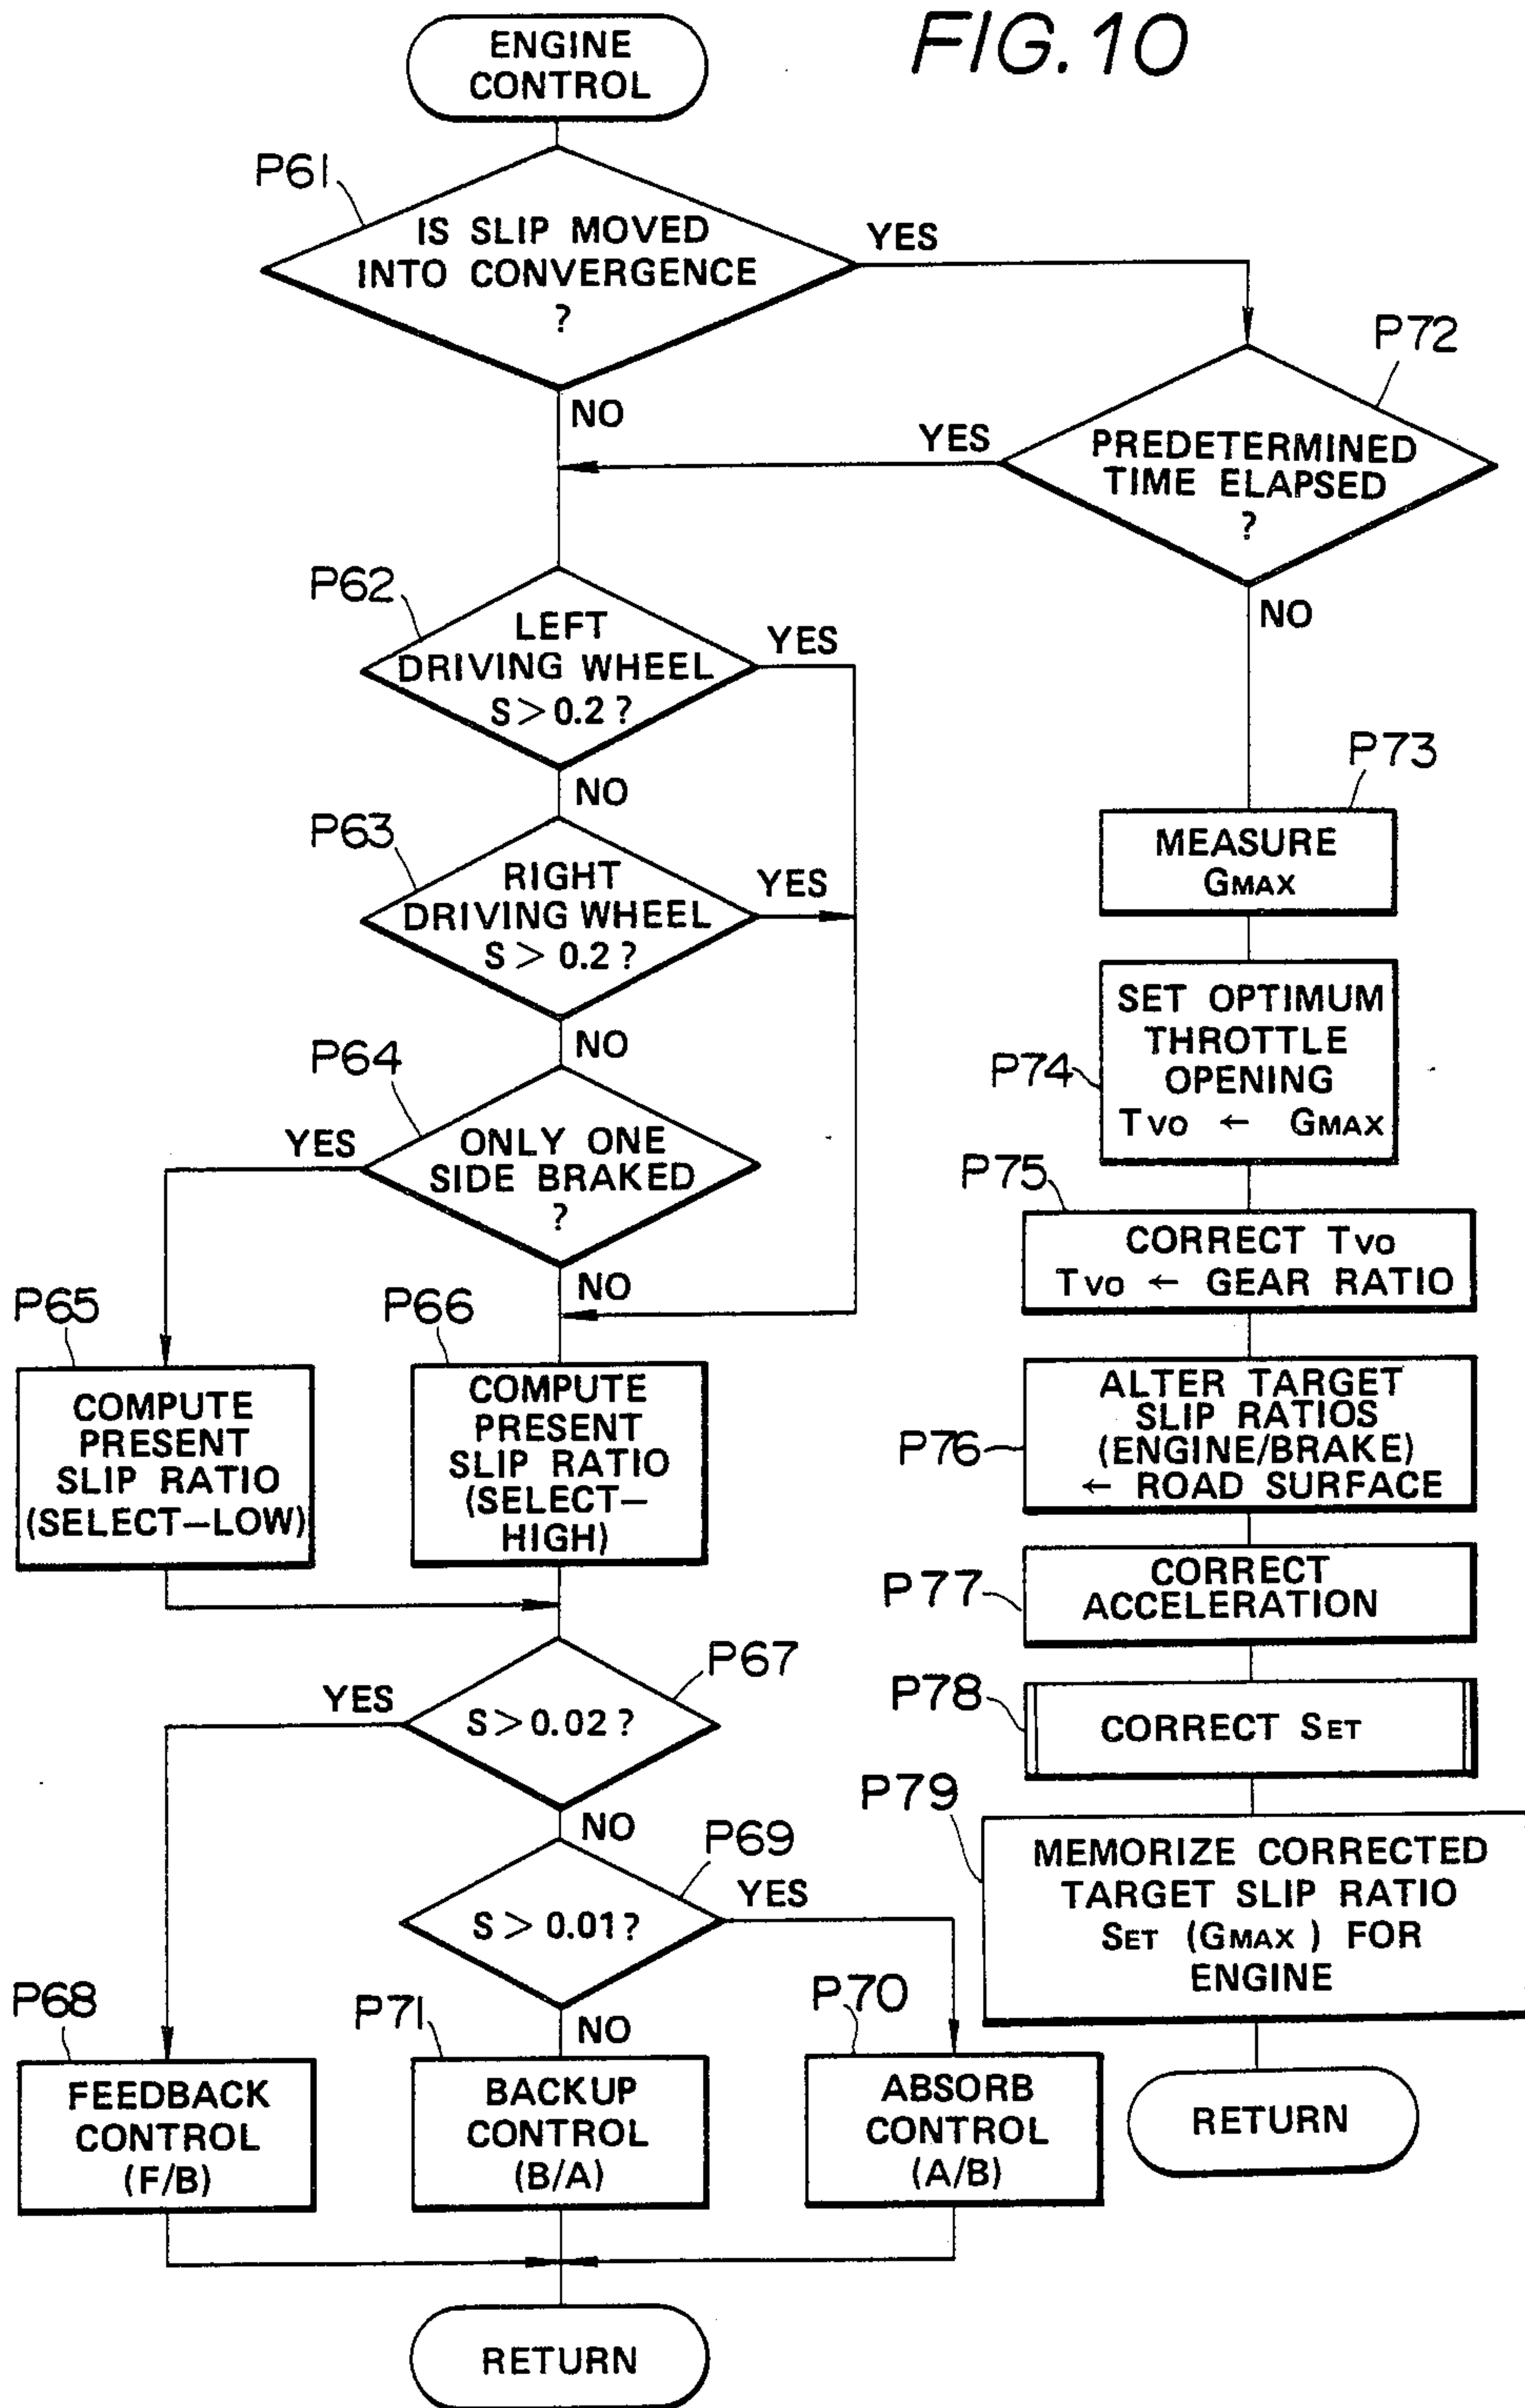 FIG. 10
ENGINE
CONTROL
P61
IS SLIP MOVED
INTO CONVERGENCE
?
YES
NO
P72
PREDETERMINED
TIME ELAPSED
?
YES
NO
P62
LEFT
DRIVING WHEEL
S > 0.2 ?
YES
NO
P63
RIGHT
DRIVING WHEEL
S > 0.2 ?
YES
NO
P64
ONLY ONE
SIDE BRAKED
?
YES
NO
P65
COMPUTE
PRESENT
SLIP RATIO
(SELECT–LOW)
P66
COMPUTE
PRESENT
SLIP RATIO
(SELECT–
HIGH)
P67
S > 0.02 ?
YES
NO
P69
S > 0.01 ?
YES
NO
P68
FEEDBACK
CONTROL
(F/B)
P71
BACKUP
CONTROL
(B/A)
P70
ABSORB
CONTROL
(A/B)
RETURN
P73
MEASURE
GMAX
P74
SET OPTIMUM
THROTTLE
OPENING
TVO ← GMAX
P75
CORRECT TVO
TVO ← GEAR RATIO
P76
ALTER TARGET
SLIP RATIOS
(ENGINE/BRAKE)
← ROAD SURFACE
P77
CORRECT
ACCELERATION
P78
CORRECT SET
P79
MEMORIZE CORRECTED
TARGET SLIP RATIO
SET (GMAX) FOR
ENGINE
RETURN